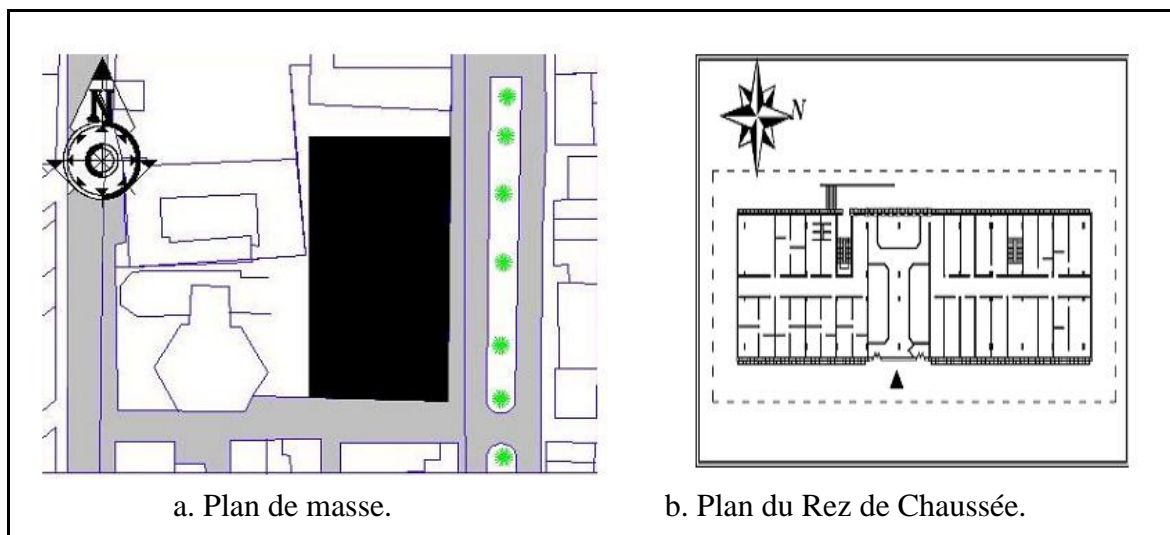 N
N
a. Plan de masse.
b. Plan du Rez de Chaussée.